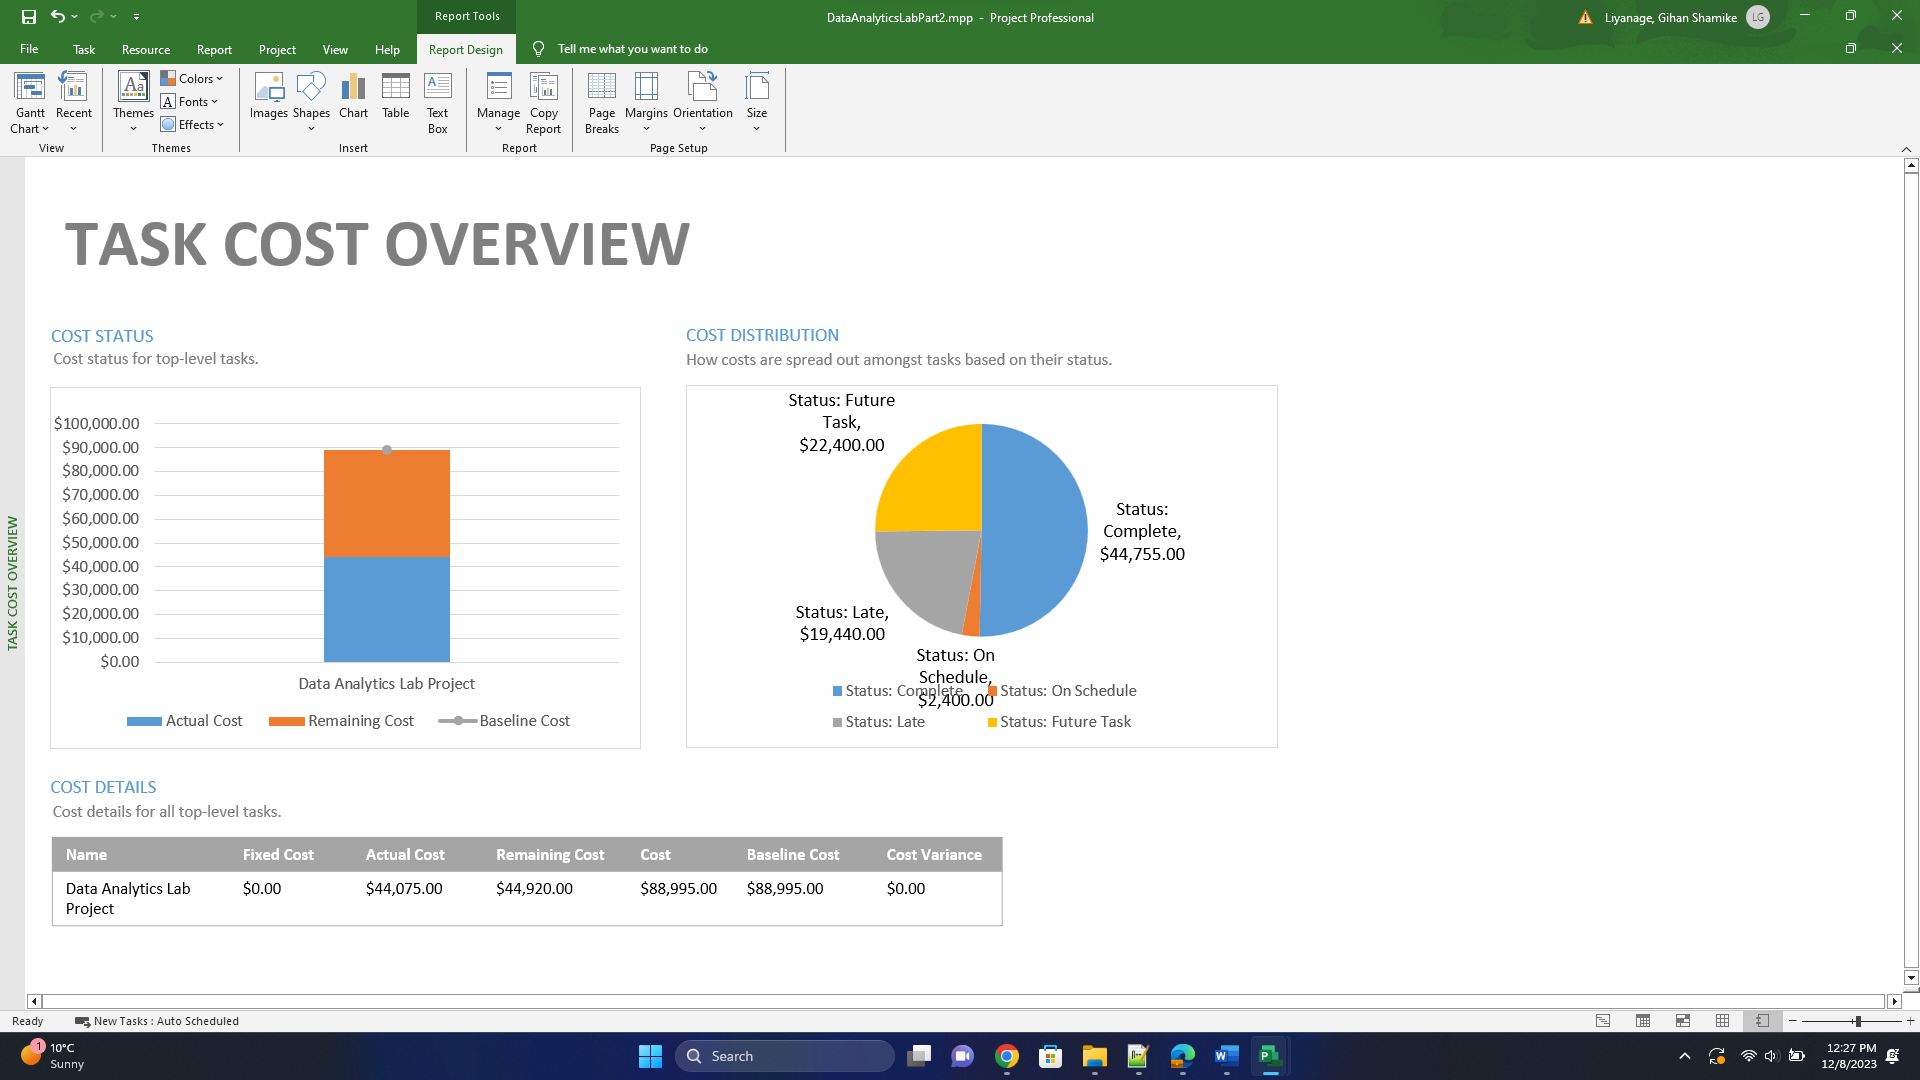 Report Tools
DataAnalyticsLabPart2.mpp - Project Professional
Liyanage, Gihan Shamike
LG
File
Task
Resource
Report
Project
View
Help
Report Design
Tell me what you want to do
Gantt
Chart
Recent
View
Themes
Colors
Fonts
Effects
Themes
Images
Shapes
Chart
Table
Text
Box
Insert
Manage
Copy
Report
Report
Page
Breaks
Margins
Orientation
Size
Page Setup
TASK COST OVERVIEW
TASK COST OVERVIEW
COST STATUS
Cost status for top-level tasks.
$100,000.00
$90,000.00
$80,000.00
$70,000.00
$60,000.00
$50,000.00
$40,000.00
$30,000.00
$20,000.00
$10,000.00
$0.00
Data Analytics Lab Project
Actual Cost
Remaining Cost
Baseline Cost
COST DISTRIBUTION
How costs are spread out amongst tasks based on their status.
Status: Future
Task,
$22,400.00
Status:
Complete,
$44,755.00
Status: Late,
$19,440.00
Status: On
Schedule,
$2,400.00
Status: Complete
Status: On Schedule
Status: Late
Status: Future Task
COST DETAILS
Cost details for all top-level tasks.
Name Fixed Cost Actual Cost Remaining Cost Cost Baseline Cost Cost Variance
Data Analytics Lab $0.00 $44,075.00 $44,920.00 $88,995.00 $88,995.00 $0.00
Project
Ready
New Tasks : Auto Scheduled
1
10°C
Sunny
Search
12:27 PM
12/8/2023